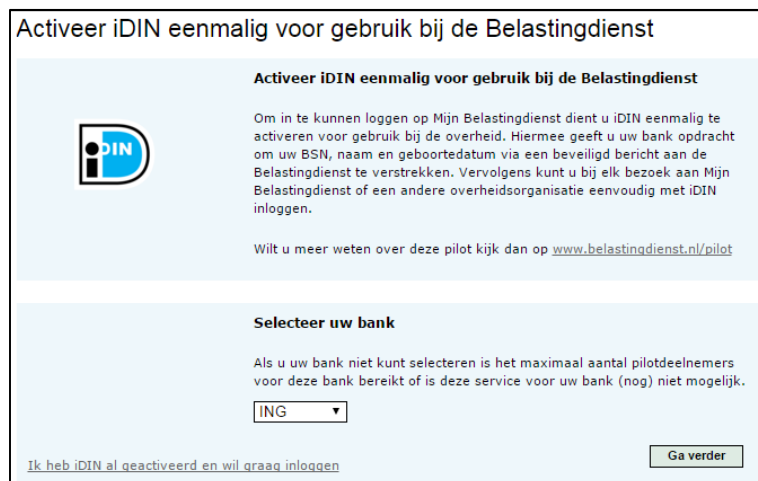 Activeer iDIN eenmalig voor gebruik bij de Belastingdienst
iDIN
Activeer iDIN eenmalig voor gebruik bij de Belastingdienst
Om in te kunnen loggen op Mijn Belastingdienst dient u iDIN eenmalig te
activeren voor gebruik bij de overheid. Hiermee geeft u uw bank opdracht
om uw BSN, naam en geboortedatum via een beveiligd bericht aan de
Belastingdienst te verstrekken. Vervolgens kunt u bij elk bezoek aan Mijn
Belastingdienst of een andere overheidsorganisatie eenvoudig met iDIN
inloggen.
Wilt u meer weten over deze pilot kijk dan op www.belastingdienst.nl/pilot
Selecteer uw bank
Als u uw bank niet kunt selecteren is het maximaal aantal pilotdeelnemers
voor deze bank bereikt of is deze service voor uw bank (nog) niet mogelijk.
ING
Ga verder
Ik heb iDIN al geactiveerd en wil graag inloggen